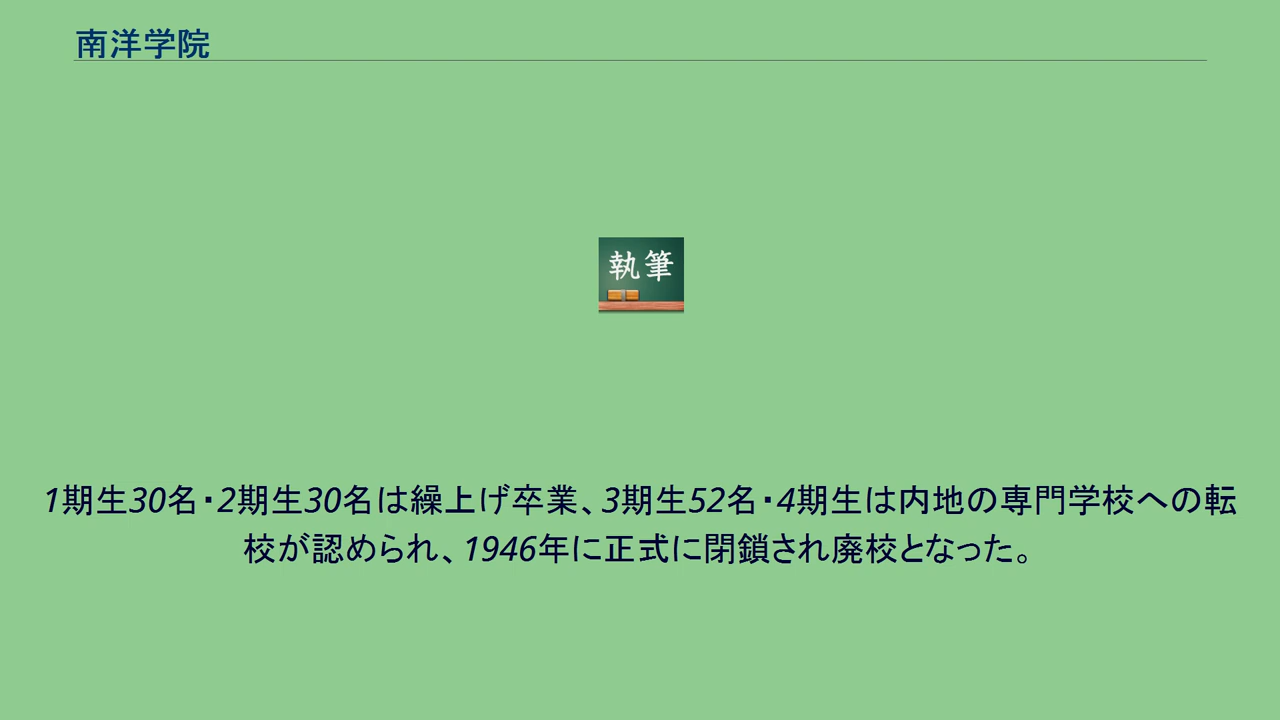 南洋学院
執筆
1期生30名・2期生30名は繰上げ卒業、3期生52名・4期生は内地の専門学校への転
校が認められ、1946年に正式に閉鎖され廃校となった。